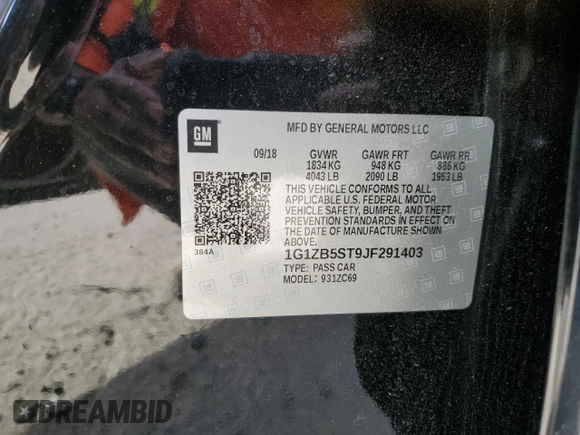 GM
MFD BY GENERAL MOTORS LLC
09/18 GVWR GAWR FRT GAWR RR
1834 KG 948 KG 886 KG
4043 LB 2090 LB 1953 LB
THIS VEHICLE CONFORMS TO ALL
APPLICABLE U.S. FEDERAL MOTOR
VEHICLE SAFETY, BUMPER, AND THEFT
PREVENTION STANDARDS IN EFFECT ON
THE DATE OF MANUFACTURE SHOWN
ABOVE.
384A
1G1ZB5ST9JF291403
TYPE: PASS CAR
MODEL: 931ZC69
DREAMBID